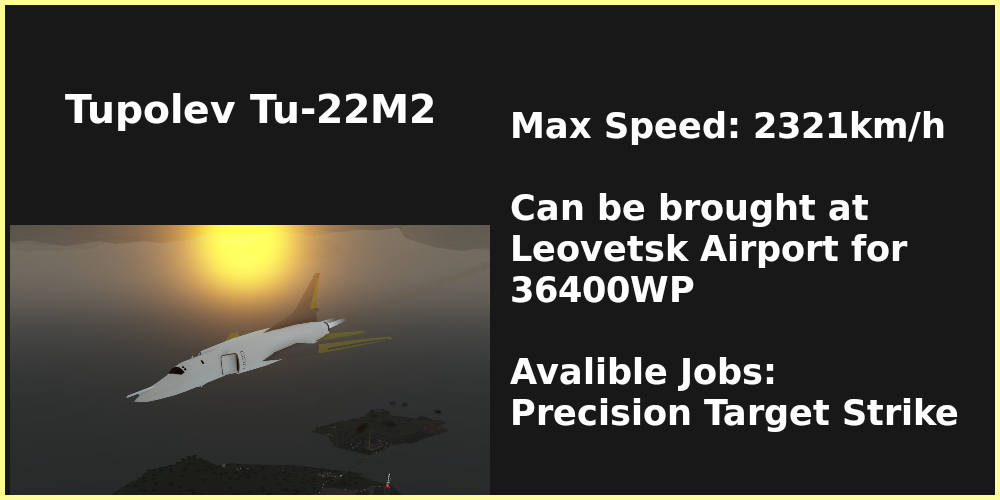 Tupolev Tu-22M2
Max Speed: 2321km/h
Can be brought at
Leovetsk Airport for
36400WP
Avalible Jobs:
Precision Target Strike